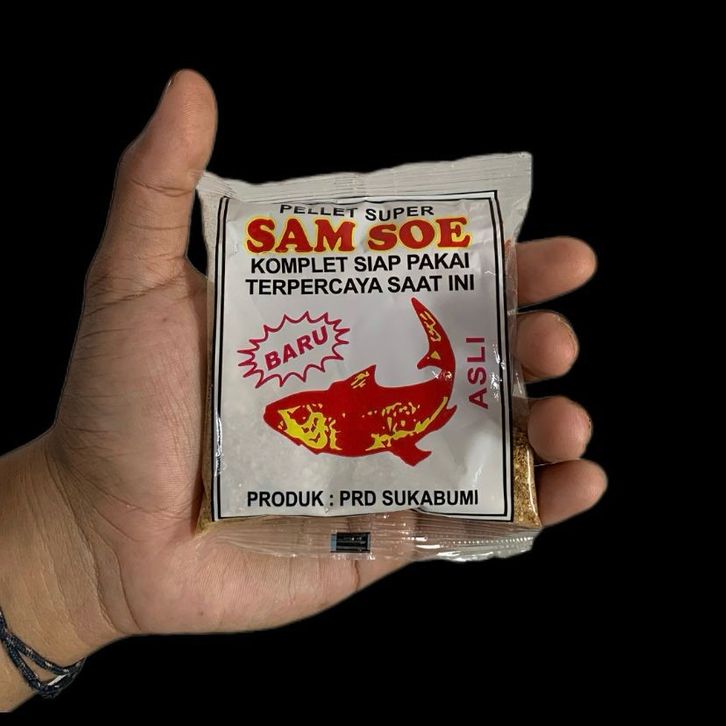 PELLET SUPER
SAM SOE
KOMPLET SIAP PAKAI
TERPERCAYA SAAT INI
BARU
ASLI
PRODUK : PRD SUKABUMI